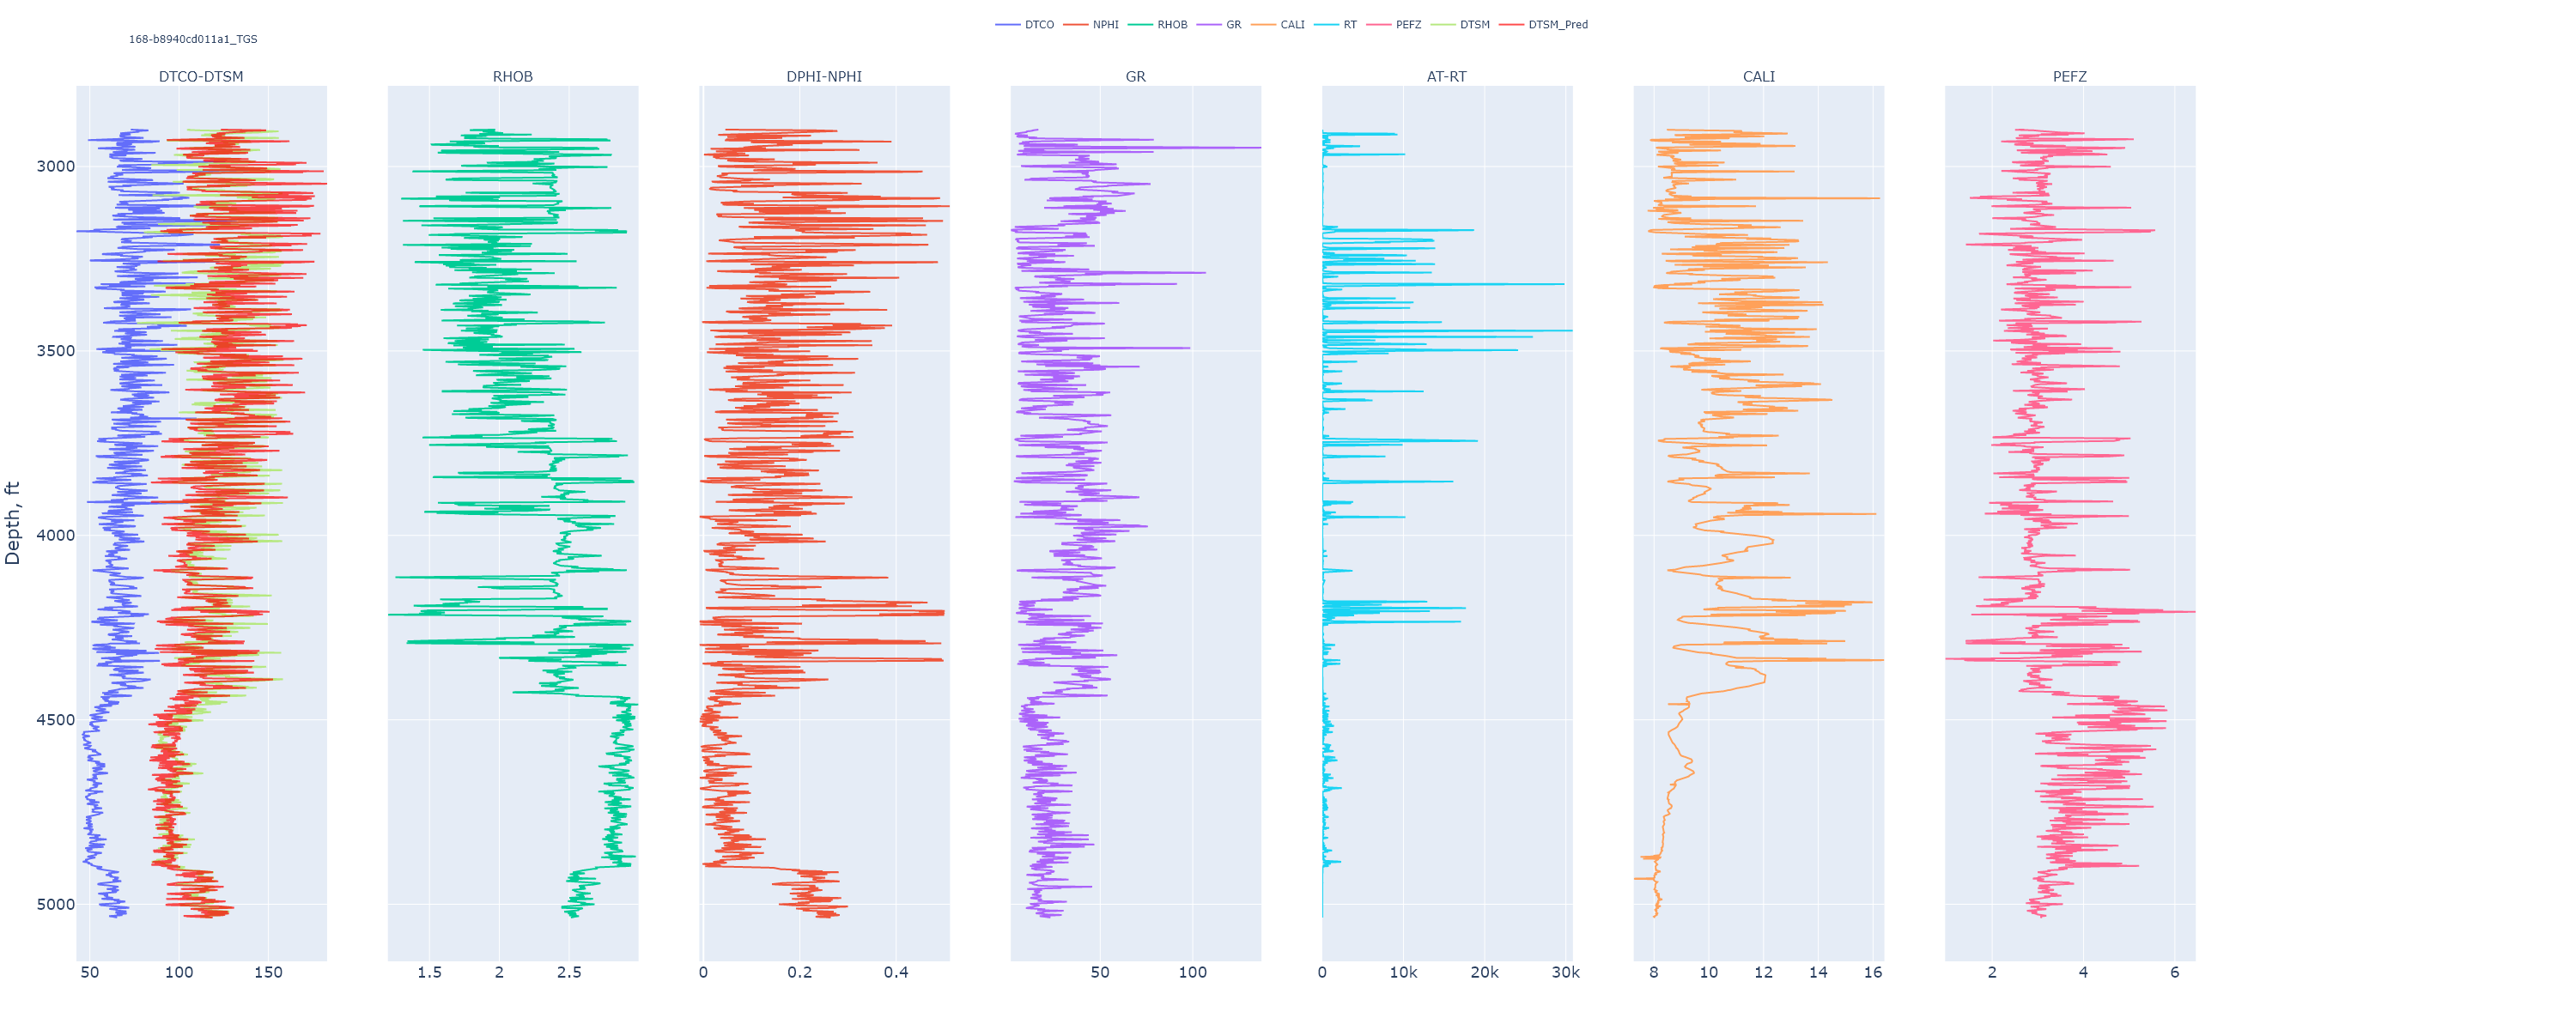 DTCO NPHI RHOB GR CALI RT PEFZ DTSM DTSM_Pred
168-b8940cd011a1_TGS
DTCO-DTSM RHOB DPHI-NPHI GR AT-RT CALI PEFZ
Depth, ft
3000
3500
4000
4500
5000
50 100 150 1.5 2 2.5 0 0.2 0.4 50 100 0 10k 20k 30k 8 10 12 14 16 2 4 6